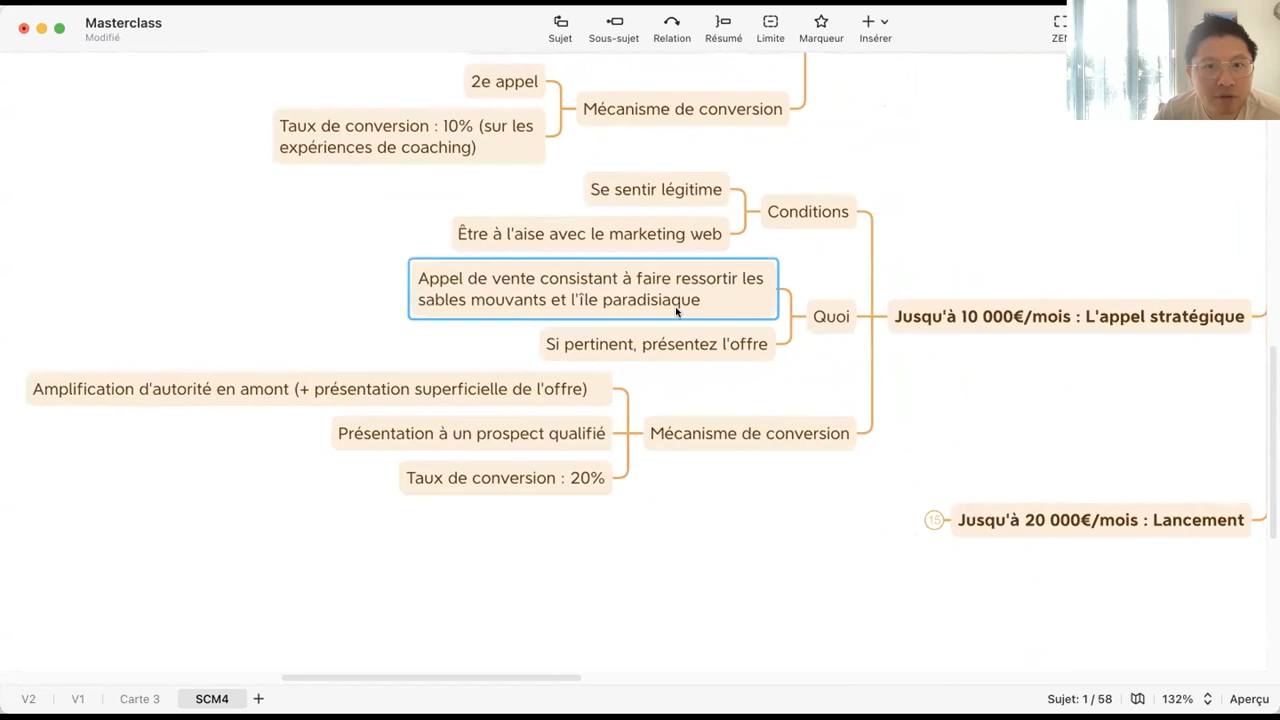 Masterclass
Modifié
Sujet
Sous-sujet
Relation
Résumé
Limite
Marqueur
Insérer
ZEN
2e appel
Mécanisme de conversion
Taux de conversion : 10% (sur les
expériences de coaching)
Se sentir légitime
Conditions
Être à l'aise avec le marketing web
Appel de vente consistant à faire ressortir les
sables mouvants et l'île paradisiaque
Quoi
Jusqu'à 10 000€/mois : L'appel stratégique
Si pertinent, présentez l'offre
Amplification d'autorité en amont (+ présentation superficielle de l'offre)
Présentation à un prospect qualifié
Mécanisme de conversion
Taux de conversion : 20%
15
Jusqu'à 20 000€/mois : Lancement
V2
V1
Carte 3
SCM4
Sujet: 1 / 58
132%
Aperçu